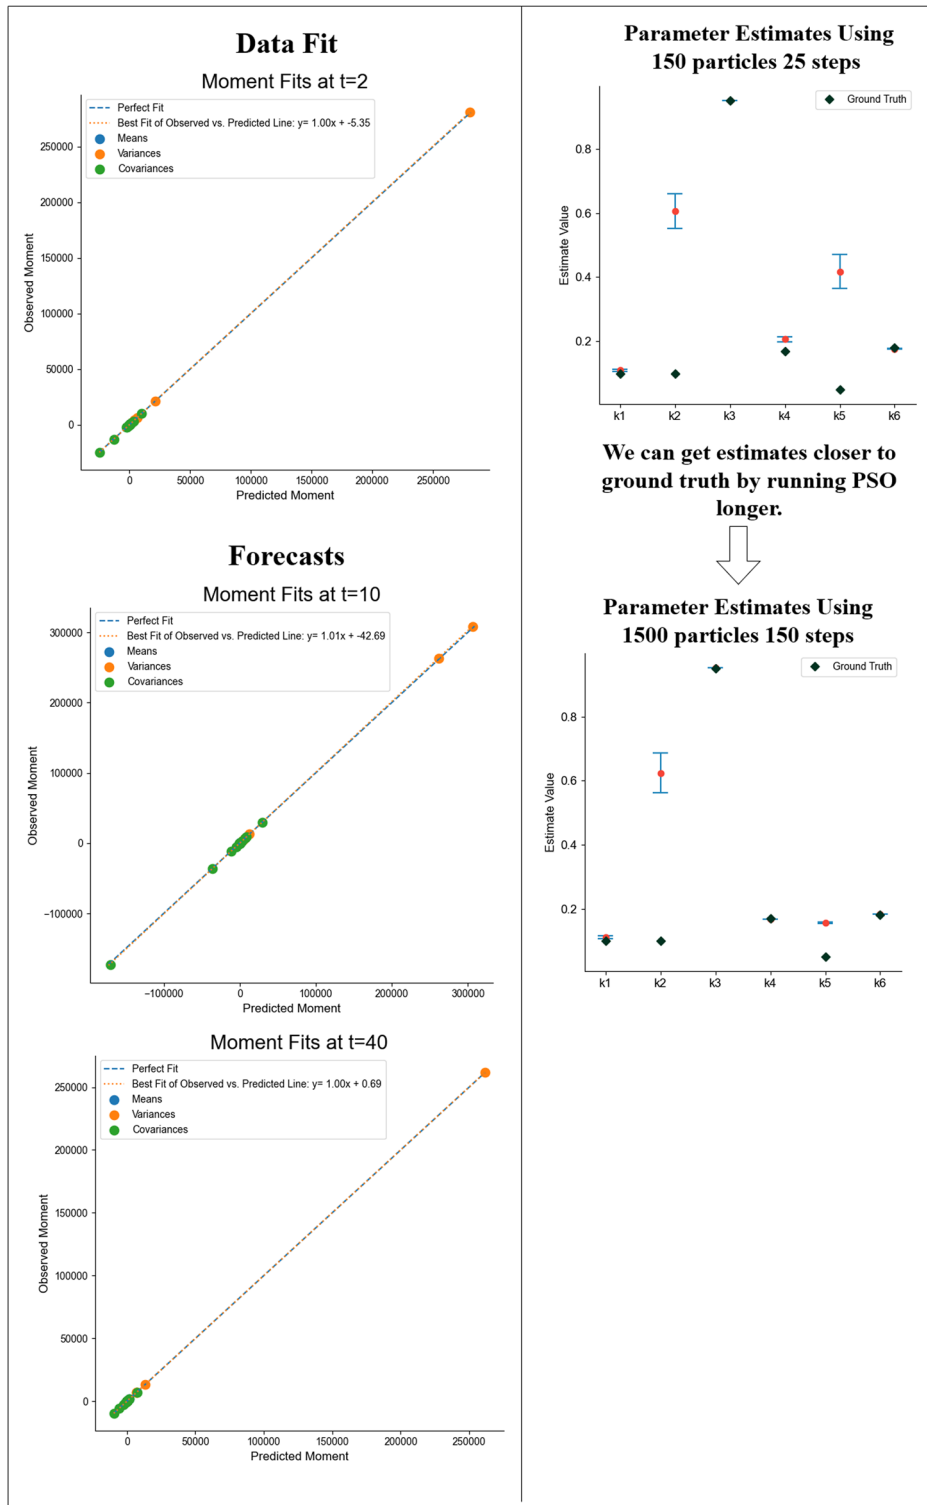 Data Fit
Moment Fits at t=2
Perfect Fit
Best Fit of Observed vs. Predicted Line: y= 1.00x + -5.35
Means
Variances
Covariances
250000
200000
150000
100000
50000
0
Observed Moment
0 50000 100000 150000 200000 250000
Predicted Moment
Forecasts
Moment Fits at t=10
Perfect Fit
Best Fit of Observed vs. Predicted Line: y= 1.01x + -42.69
Means
Variances
Covariances
300000
200000
100000
0
−100000
Observed Moment
−100000 0 100000 200000 300000
Predicted Moment
Moment Fits at t=40
Perfect Fit
Best Fit of Observed vs. Predicted Line: y= 1.00x + 0.69
Means
Variances
Covariances
250000
200000
150000
100000
50000
0
Observed Moment
0 50000 100000 150000 200000 250000
Predicted Moment
Parameter Estimates Using
150 particles 25 steps
Ground Truth
0.8
0.6
0.4
0.2
Estimate Value
k1 k2 k3 k4 k5 k6
We can get estimates closer to
ground truth by running PSO
longer.
Parameter Estimates Using
1500 particles 150 steps
Ground Truth
0.8
0.6
0.4
0.2
Estimate Value
k1 k2 k3 k4 k5 k6